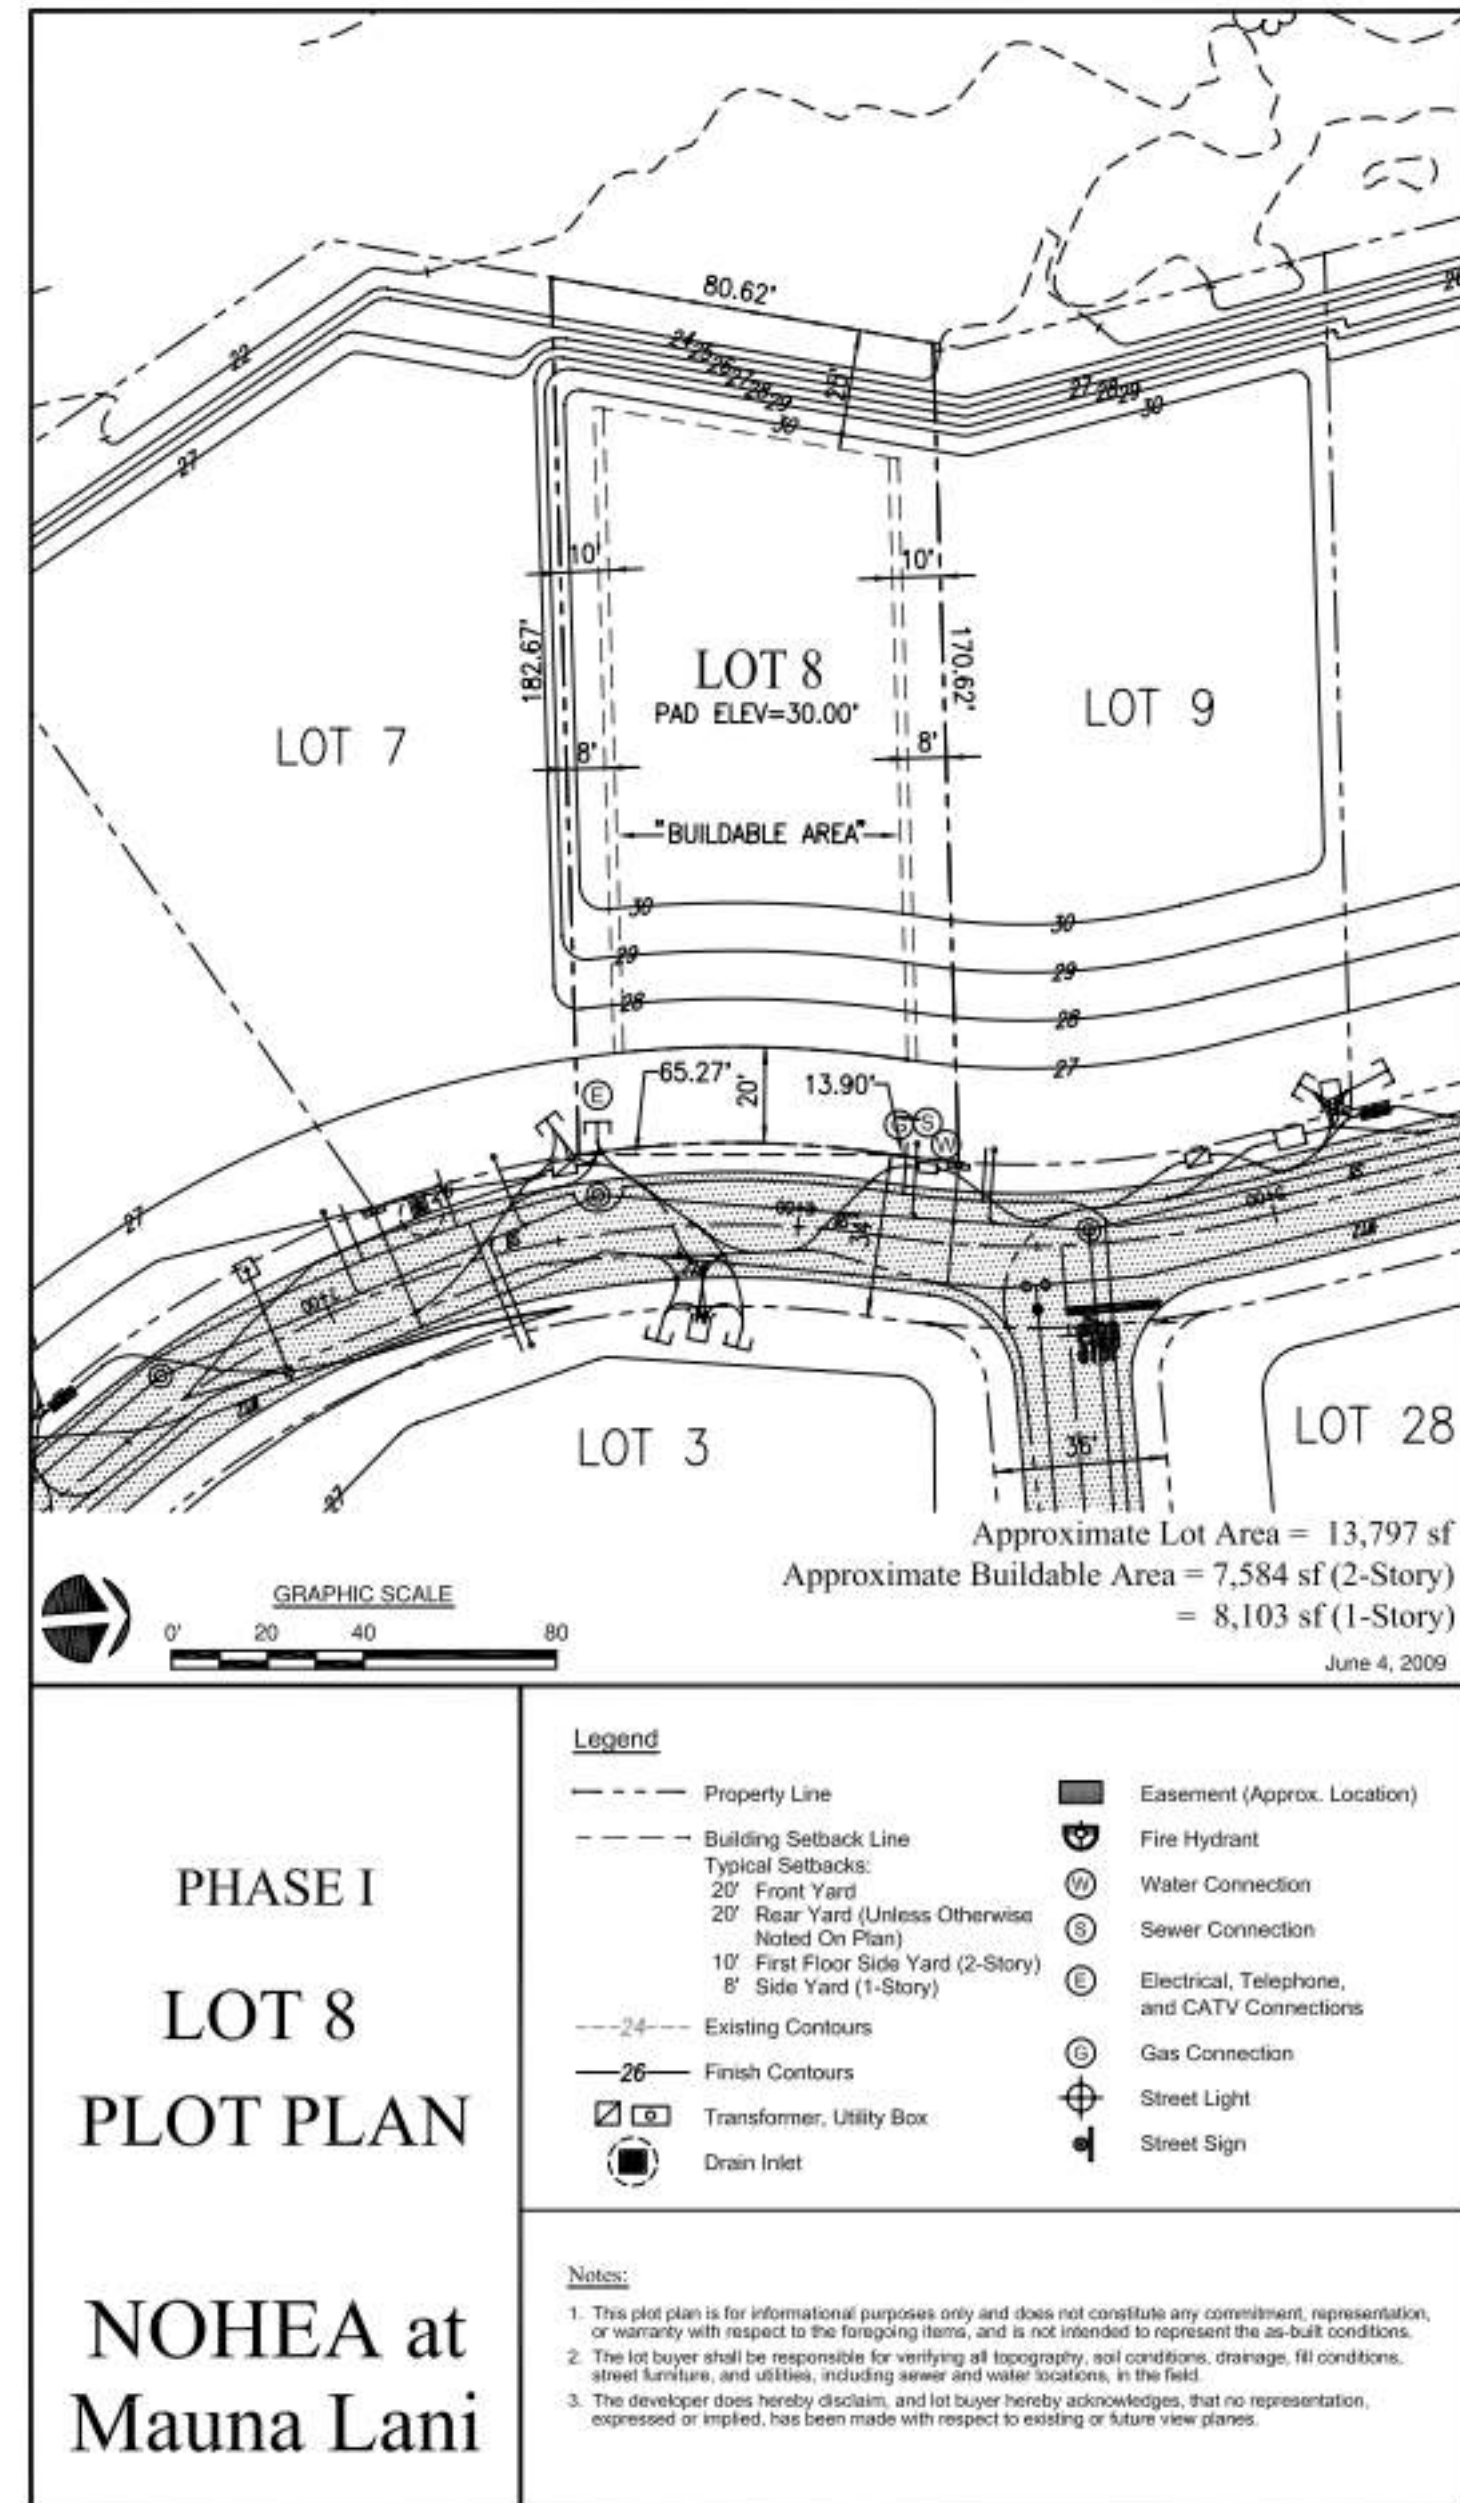 80.62'
22
24 25 26 27 28 29 30
27 28 29 30
27
10'
10'
182.67'
170.62'
LOT 8
PAD ELEV=30.00'
LOT 7
LOT 9
8'
8'
"BUILDABLE AREA"
30
30
29
29
28
28
27
65.27'
20'
13.90'
E
G
S
W
27
LOT 3
36'
LOT 28
27
Approximate Lot Area = 13,797 sf
Approximate Buildable Area = 7,584 sf (2-Story)
= 8,103 sf (1-Story)
June 4, 2009
GRAPHIC SCALE
0' 20 40 80
PHASE I
LOT 8
PLOT PLAN
NOHEA at
Mauna Lani
Legend
Property Line
Building Setback Line
Typical Setbacks:
20' Front Yard
20' Rear Yard (Unless Otherwise
Noted On Plan)
10' First Floor Side Yard (2-Story)
8' Side Yard (1-Story)
24 Existing Contours
26 Finish Contours
Transformer, Utility Box
Drain Inlet
Easement (Approx. Location)
Fire Hydrant
W Water Connection
S Sewer Connection
E Electrical, Telephone,
and CATV Connections
G Gas Connection
Street Light
Street Sign
Notes:
1. This plot plan is for informational purposes only and does not constitute any commitment, representation,
or warranty with respect to the foregoing items, and is not intended to represent the as-built conditions.
2. The lot buyer shall be responsible for verifying all topography, soil conditions, drainage, fill conditions,
street furniture, and utilities, including sewer and water locations, in the field.
3. The developer does hereby disclaim, and lot buyer hereby acknowledges, that no representation,
expressed or implied, has been made with respect to existing or future view planes.